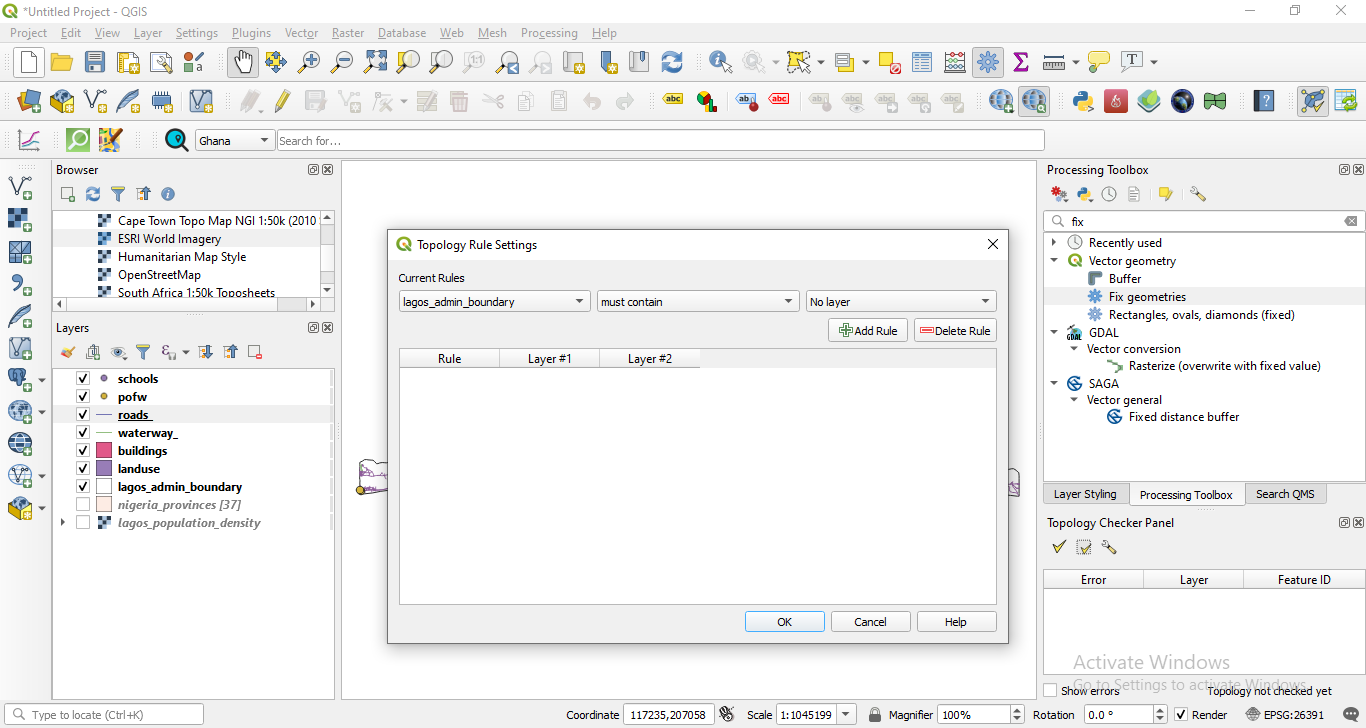 *Untitled Project - QGIS
Project Edit View Layer Settings Plugins Vector Raster Database Web Mesh Processing Help
Ghana Search for...
Browser
Cape Town Topo Map NGI 1:50k (2010
ESRI World Imagery
Humanitarian Map Style
OpenStreetMap
South Africa 1:50k Toposheets
Layers
schools
pofw
roads_
waterway_
buildings
landuse
lagos_admin_boundary
nigeria_provinces [37]
lagos_population_density
Topology Rule Settings
Current Rules
lagos_admin_boundary must contain No layer
Add Rule Delete Rule
Rule Layer #1 Layer #2
OK Cancel Help
Processing Toolbox
fix
Recently used
Vector geometry
Buffer
Fix geometries
Rectangles, ovals, diamonds (fixed)
GDAL
Vector conversion
Rasterize (overwrite with fixed value)
SAGA
Vector general
Fixed distance buffer
Layer Styling Processing Toolbox Search QMS
Topology Checker Panel
Error Layer Feature ID
Activate Windows
Go to Settings to activate Windows.
Show errors Topology not checked yet
Type to locate (Ctrl+K) Coordinate 117235,207058 Scale 1:1045199 Magnifier 100% Rotation 0.0 ° Render EPSG:26391